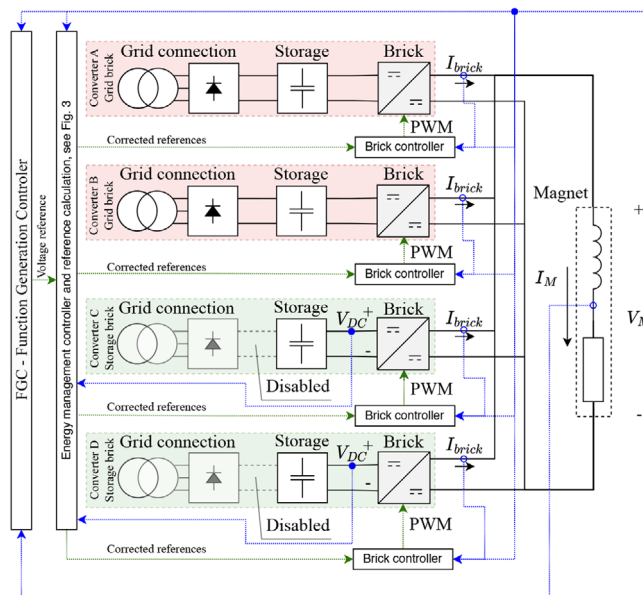 FGC - Function Generation Controler
Voltage reference
Energy management controller and reference calculation, see Fig. 3
Converter A
Grid brick
Grid connection
Storage
Brick
I_brick
PWM
Corrected references
Brick controller
Converter B
Grid brick
Grid connection
Storage
Brick
I_brick
PWM
Corrected references
Brick controller
Converter C
Storage brick
Grid connection
Storage
V_DC
+
-
Brick
I_brick
Disabled
PWM
Corrected references
Brick controller
Converter D
Storage brick
Grid connection
Storage
V_DC
+
-
Brick
I_brick
Disabled
PWM
Corrected references
Brick controller
Magnet
I_M
+
V_M
-